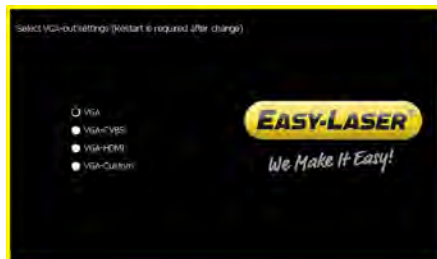 Select VGA-out settings (Restart is required after change)
VGA
VGA-CVBS
VGA-HDMI
VGA-Custom
EASY-LASER®
We Make It Easy!